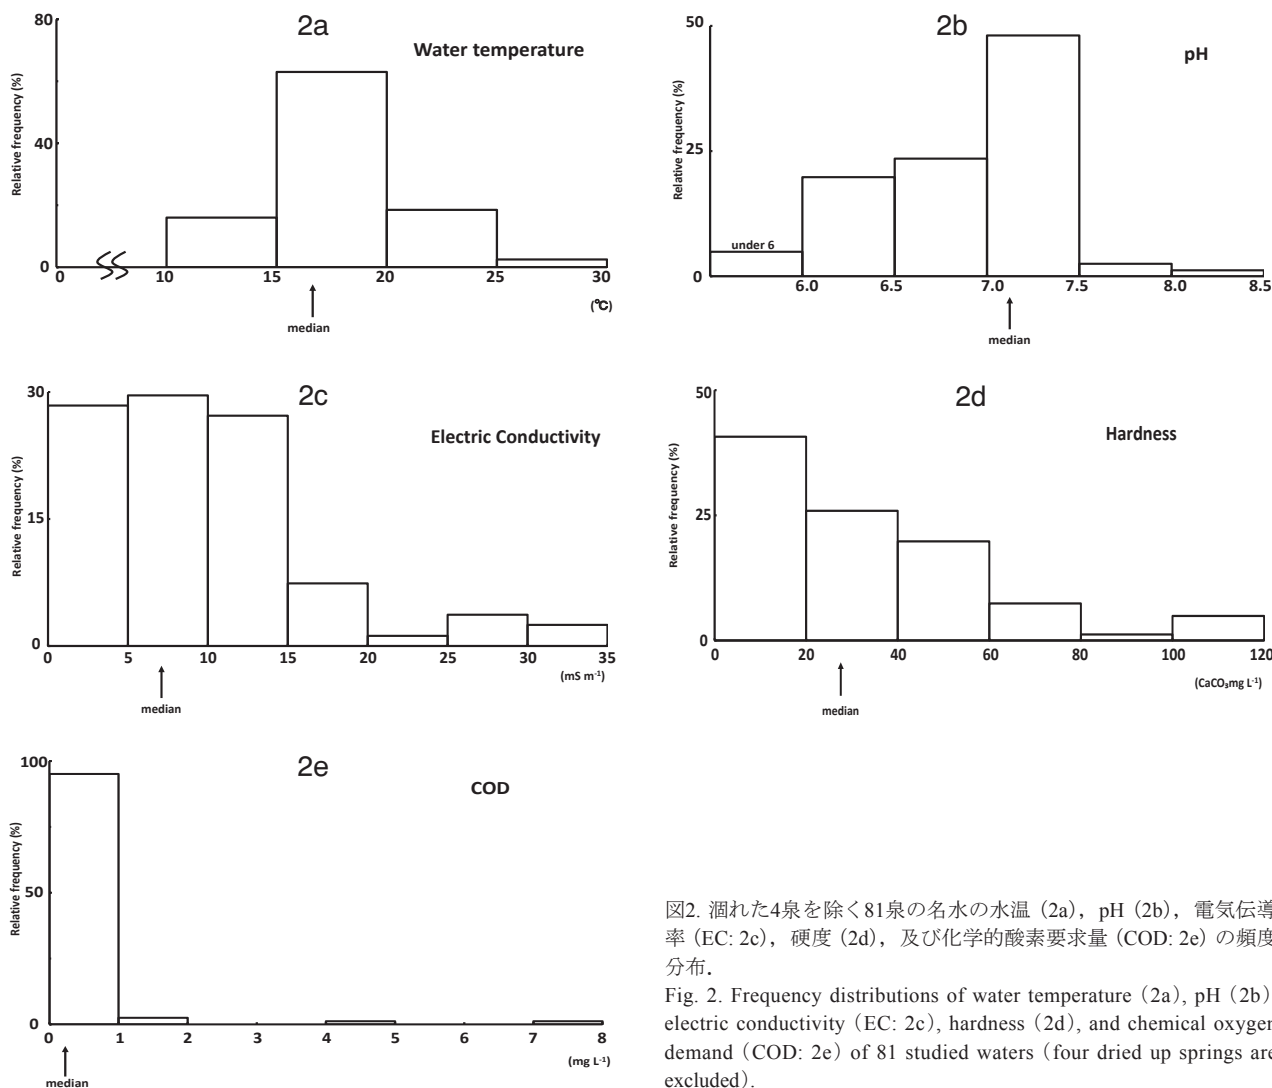 2a
Water temperature
Relative frequency (%)
80
40
0
0 10 15 20 25 30
(℃)
median
2b
pH
Relative frequency (%)
50
25
0
under 6
6.0 6.5 7.0 7.5 8.0 8.5
median
2c
Electric Conductivity
Relative frequency (%)
30
15
0
0 5 10 15 20 25 30 35
(mS m⁻¹)
median
2d
Hardness
Relative frequency (%)
50
25
0
0 20 40 60 80 100 120
(CaCO₃mg L⁻¹)
median
2e
COD
Relative frequency (%)
100
50
0
0 1 2 3 4 5 6 7 8
(mg L⁻¹)
median
図2. 涸れた4泉を除く81泉の名水の水温（2a），pH（2b），電気伝導
率（EC: 2c），硬度（2d），及び化学的酸素要求量（COD: 2e）の頻度
分布．
Fig. 2. Frequency distributions of water temperature（2a）, pH（2b）
electric conductivity（EC: 2c）, hardness（2d）, and chemical oxygen
demand（COD: 2e）of 81 studied waters（four dried up springs are
excluded）.